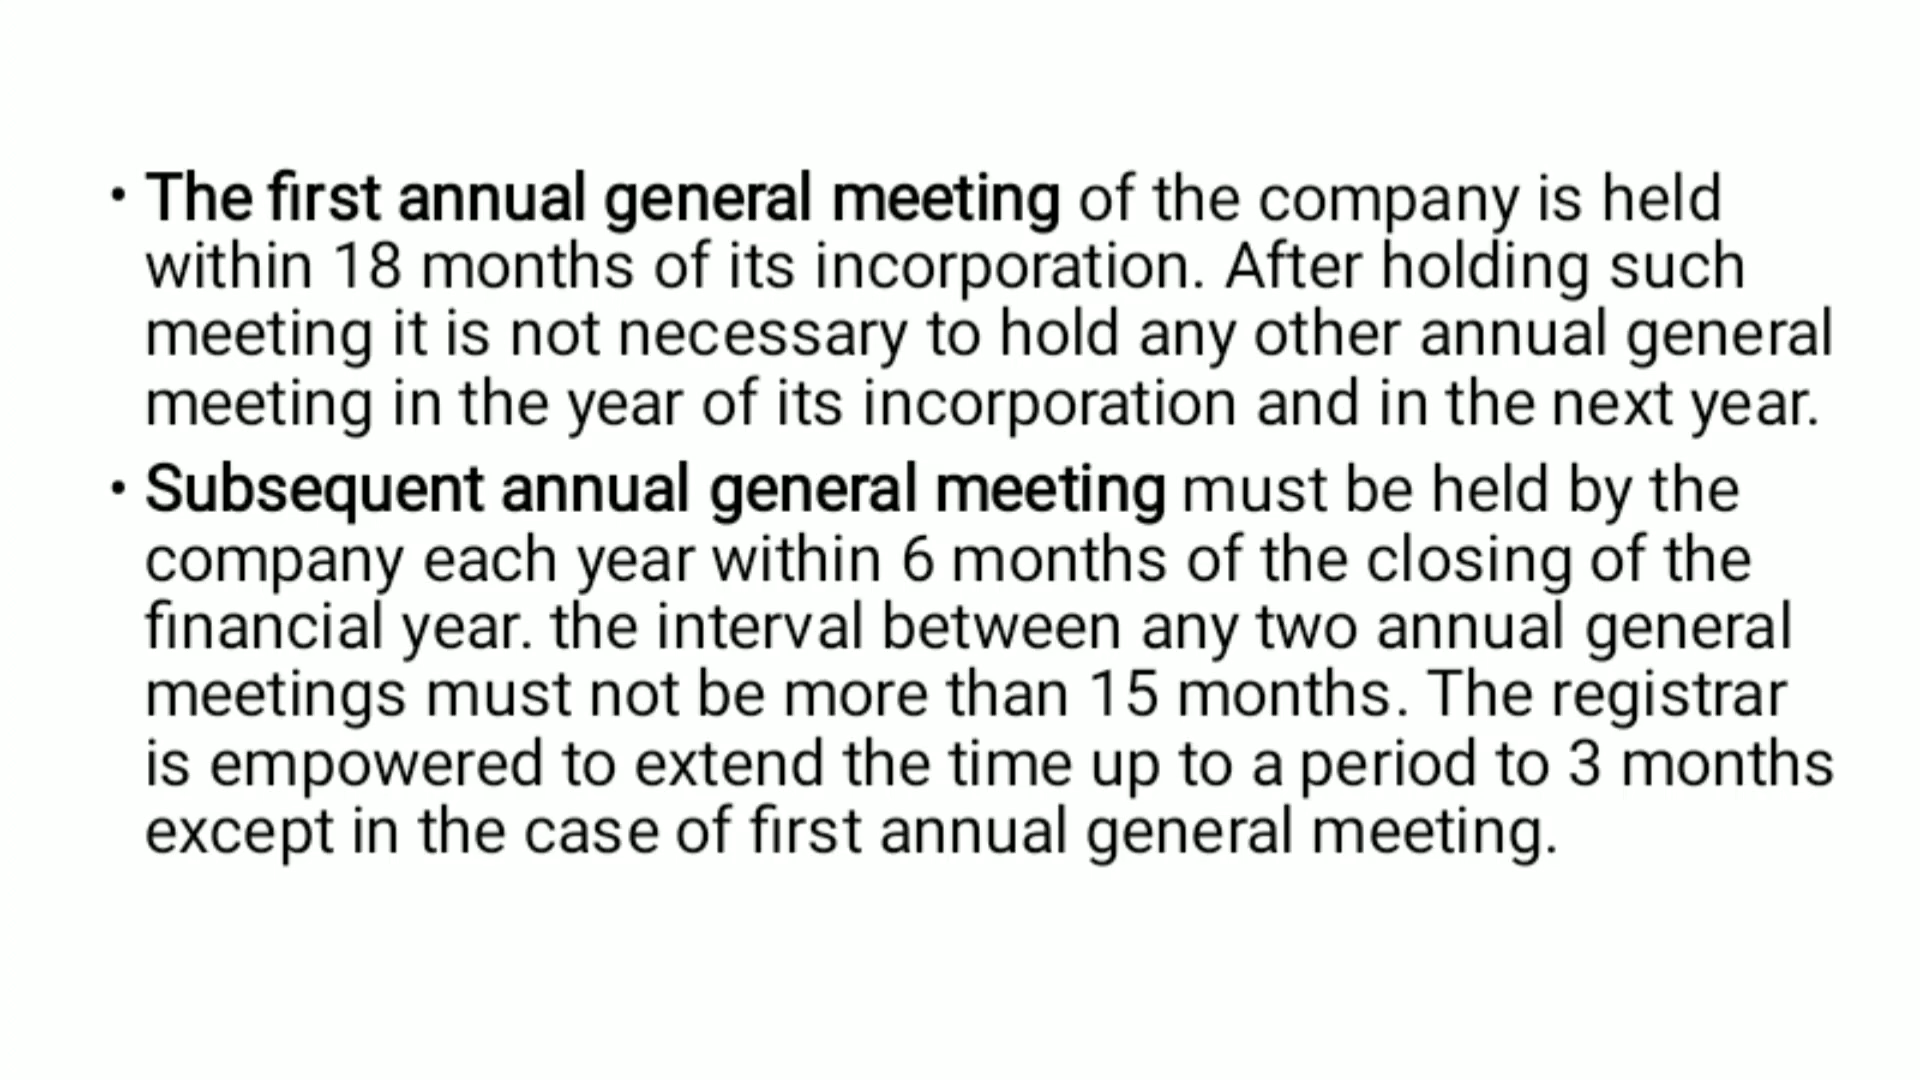 • The first annual general meeting of the company is held
within 18 months of its incorporation. After holding such
meeting it is not necessary to hold any other annual general
meeting in the year of its incorporation and in the next year.
• Subsequent annual general meeting must be held by the
company each year within 6 months of the closing of the
financial year. the interval between any two annual general
meetings must not be more than 15 months. The registrar
is empowered to extend the time up to a period to 3 months
except in the case of first annual general meeting.